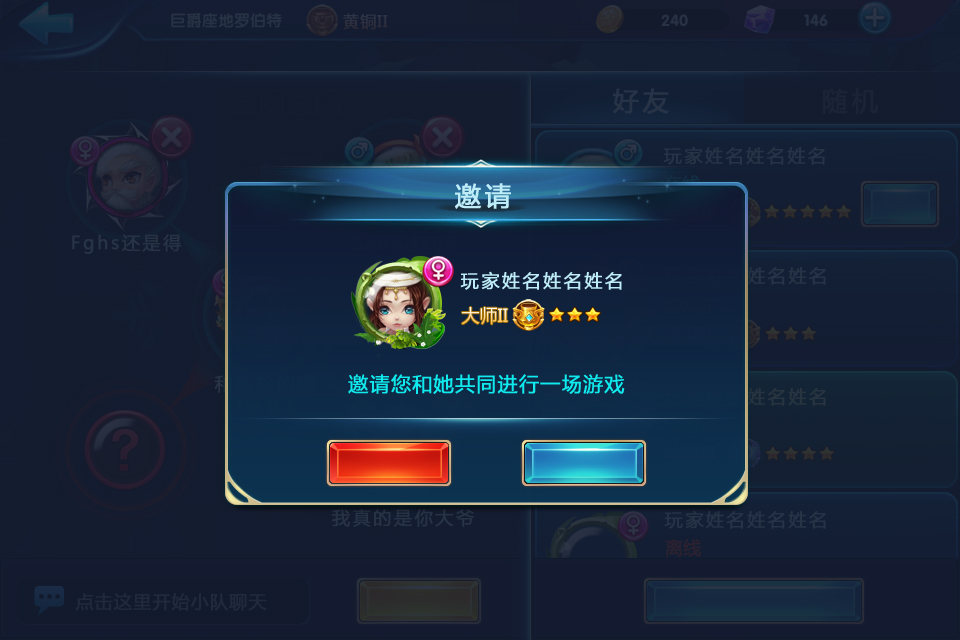 巨爵座地罗伯特
黄铜II
240
146
好友
随机
玩家姓名姓名姓名
Fghs还是得
邀请
玩家姓名姓名姓名
大师II
邀请您和她共同进行一场游戏
姓名姓名
姓名姓名
我真的是你大爷
玩家姓名姓名姓名
离线
点击这里开始小队聊天